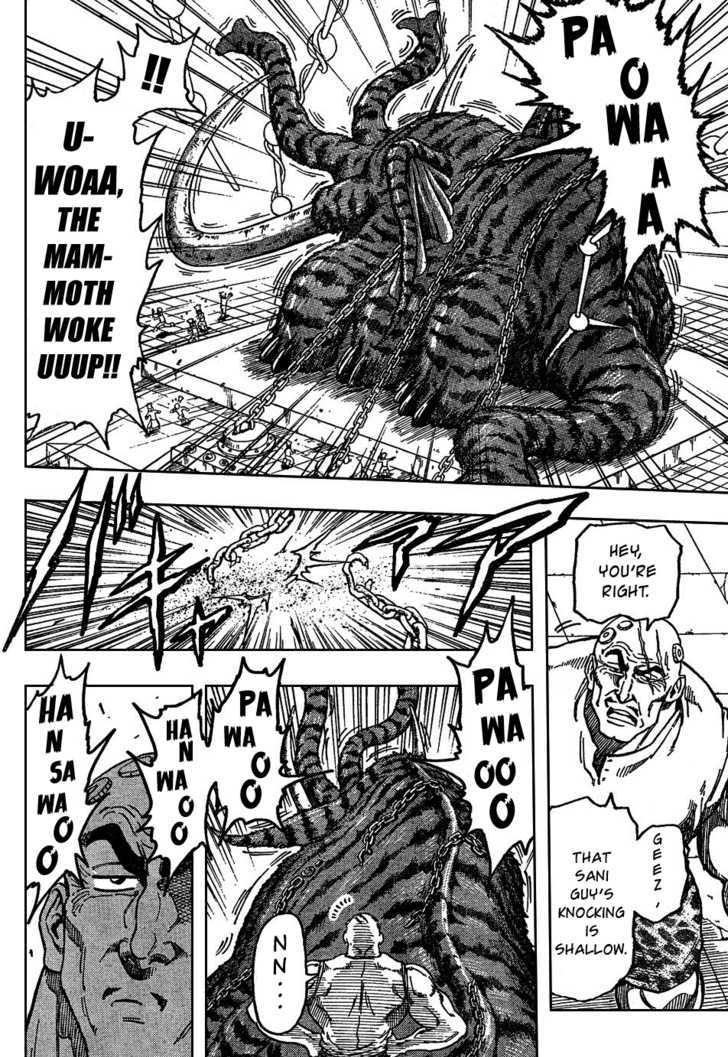 PA
O
WA
A
A
!!
U-
WOAA,
THE
MAM-
MOTH
WOKE
UUUP!!
HEY,
YOU'RE
RIGHT.
GEEZ,
THAT
SANI
GUY'S
KNOCKING
IS
SHALLOW.
PA
WA
OO
O
PA
WA
O
O
NN...
HA
N
WA
O
O
HA
N
SA
WA
O
O